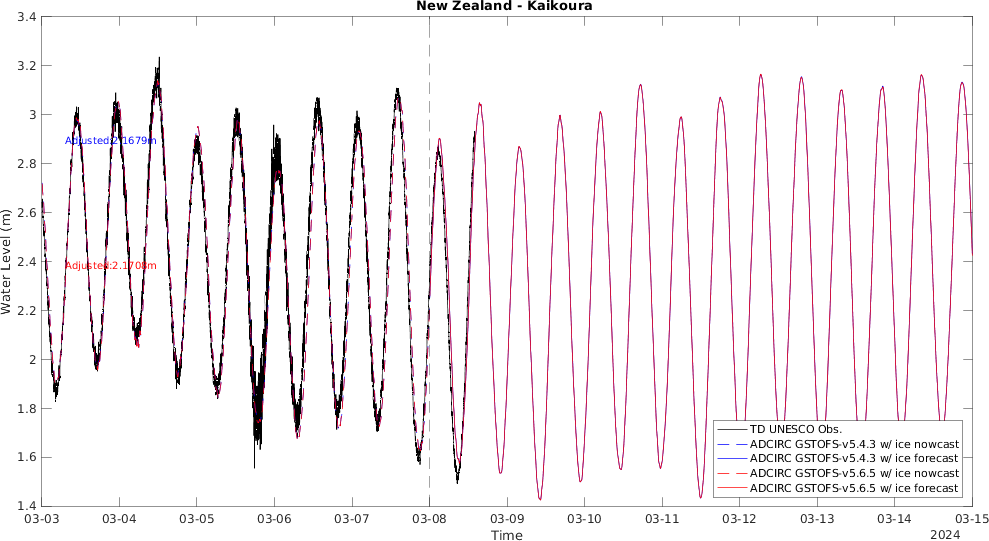 New Zealand - Kaikoura
3.4
3.2
3
2.8
2.6
2.4
2.2
2
1.8
1.6
1.4
Water Level (m)
Adjusted:2.1679m
Adjusted:2.1708m
TD UNESCO Obs.
ADCIRC GSTOFS-v5.4.3 w/ ice nowcast
ADCIRC GSTOFS-v5.4.3 w/ ice forecast
ADCIRC GSTOFS-v5.6.5 w/ ice nowcast
ADCIRC GSTOFS-v5.6.5 w/ ice forecast
03-03 03-04 03-05 03-06 03-07 03-08 03-09 03-10 03-11 03-12 03-13 03-14 03-15
Time
2024